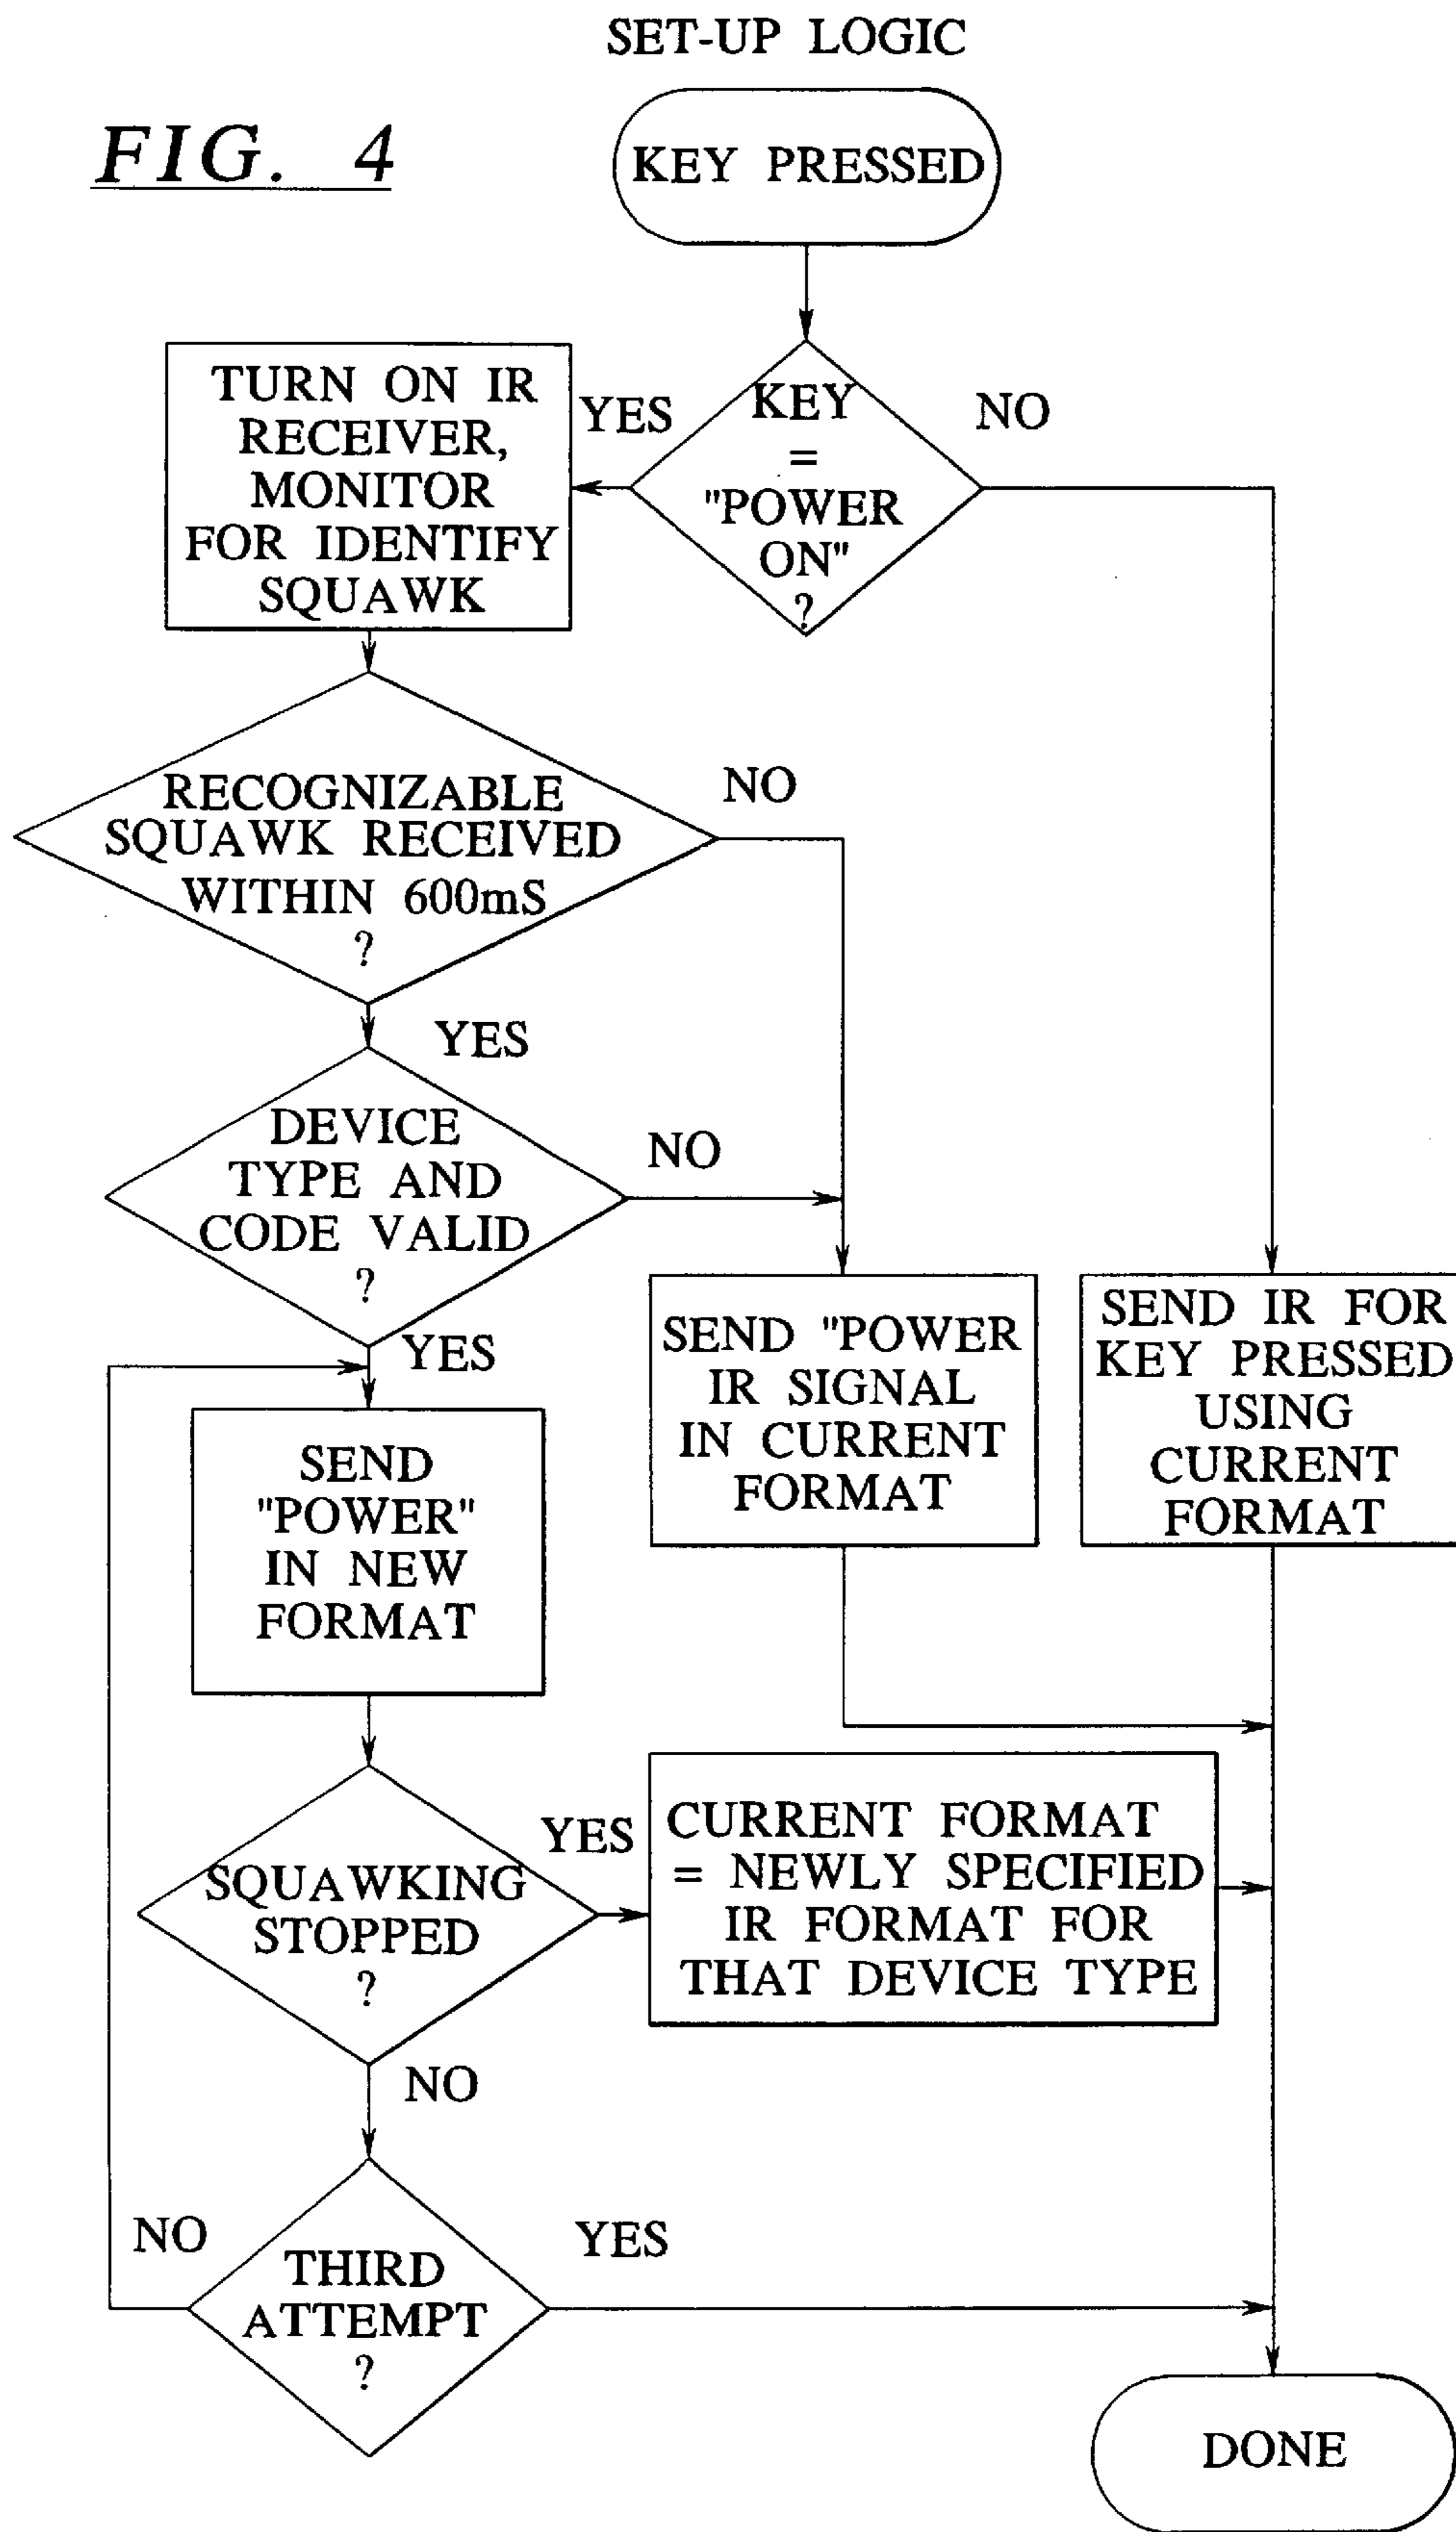 SET-UP LOGIC
FIG. 4
KEY PRESSED
KEY
=
"POWER
ON"
?
YES
NO
TURN ON IR
RECEIVER,
MONITOR
FOR IDENTIFY
SQUAWK
RECOGNIZABLE
SQUAWK RECEIVED
WITHIN 600mS
?
NO
YES
DEVICE
TYPE AND
CODE VALID
?
NO
YES
SEND "POWER
IR SIGNAL
IN CURRENT
FORMAT
SEND IR FOR
KEY PRESSED
USING
CURRENT
FORMAT
SEND
"POWER"
IN NEW
FORMAT
SQUAWKING
STOPPED
?
YES
NO
CURRENT FORMAT
= NEWLY SPECIFIED
IR FORMAT FOR
THAT DEVICE TYPE
THIRD
ATTEMPT
?
NO
YES
DONE